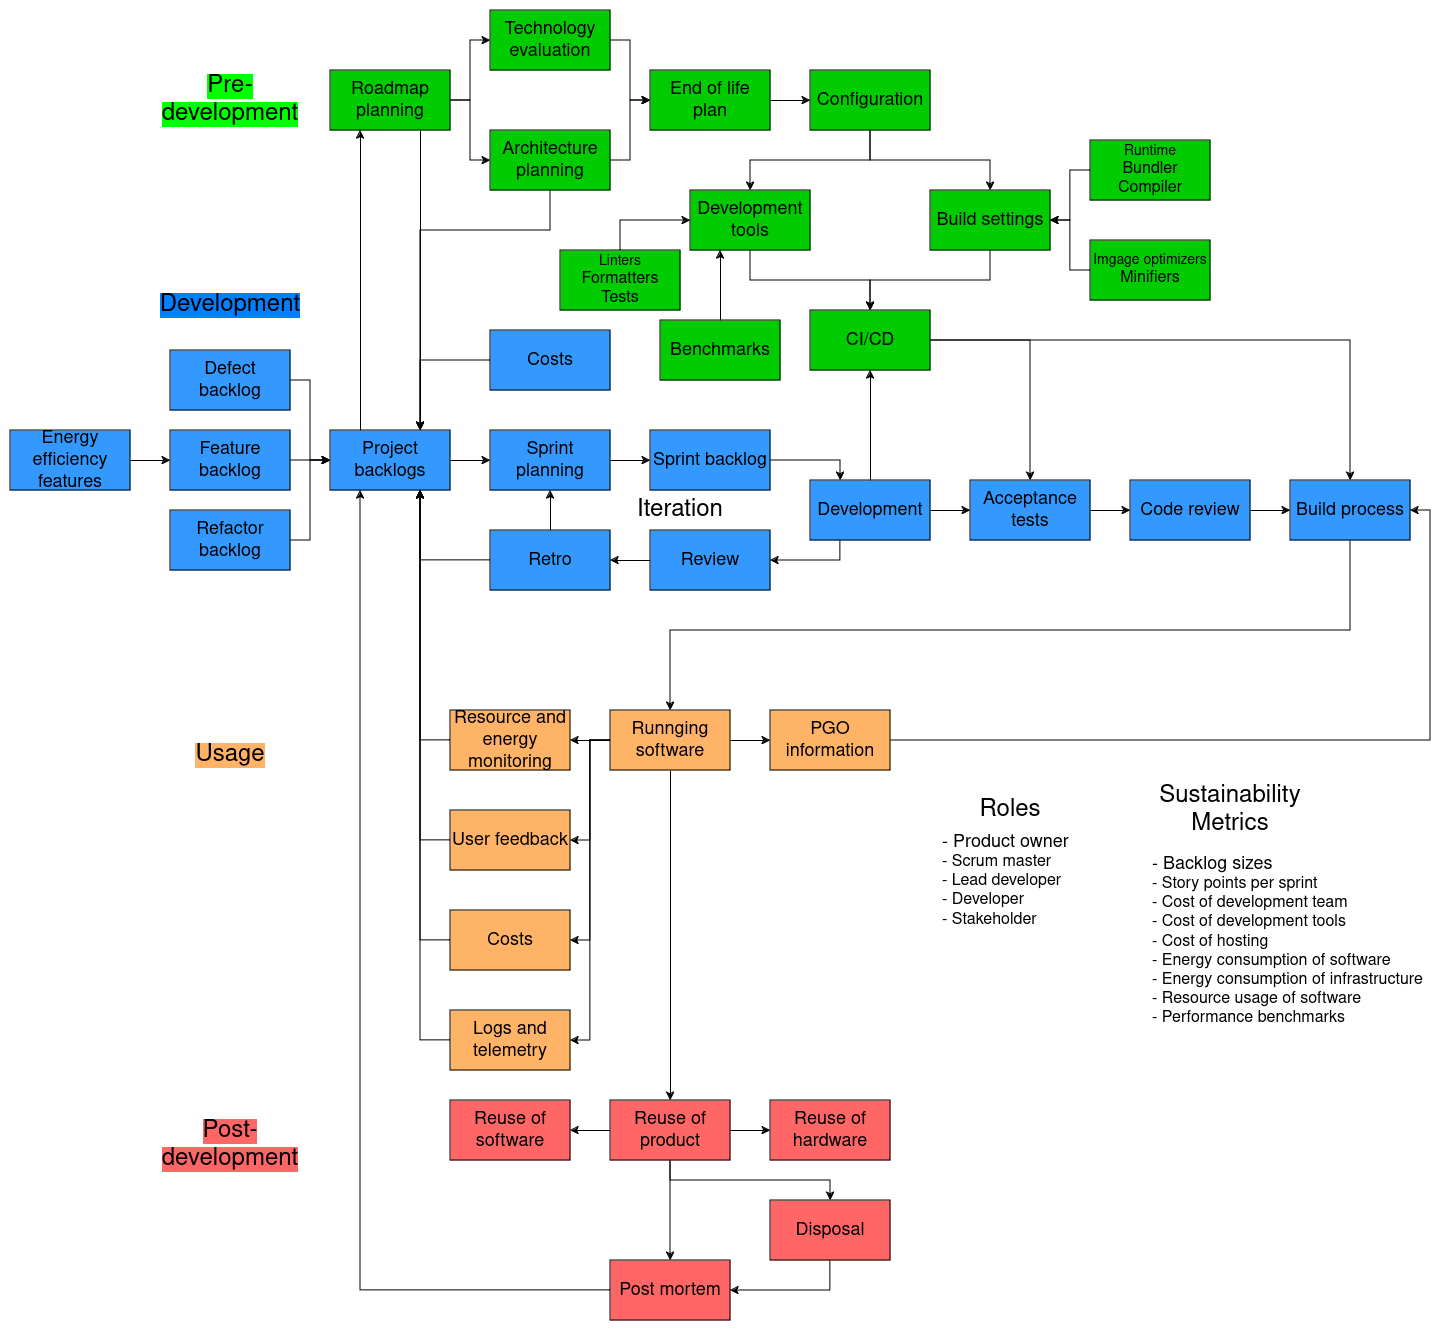 Technology
evaluation
Pre-
development
Roadmap
planning
End of life
plan
Configuration
Architecture
planning
Runtime
Bundler
Compiler
Development
tools
Build settings
Linters
Formatters
Tests
Imgage optimizers
Minifiers
Development
Benchmarks
CI/CD
Costs
Defect
backlog
Energy
efficiency
features
Feature
backlog
Project
backlogs
Sprint
planning
Sprint backlog
Iteration
Development
Acceptance
tests
Code review
Build process
Refactor
backlog
Retro
Review
Usage
Resource and
energy
monitoring
Runnging
software
PGO
information
User feedback
Costs
Logs and
telemetry
Roles
- Product owner
- Scrum master
- Lead developer
- Developer
- Stakeholder
Sustainability
Metrics
- Backlog sizes
- Story points per sprint
- Cost of development team
- Cost of development tools
- Cost of hosting
- Energy consumption of software
- Energy consumption of infrastructure
- Resource usage of software
- Performance benchmarks
Post-
development
Reuse of
software
Reuse of
product
Reuse of
hardware
Disposal
Post mortem